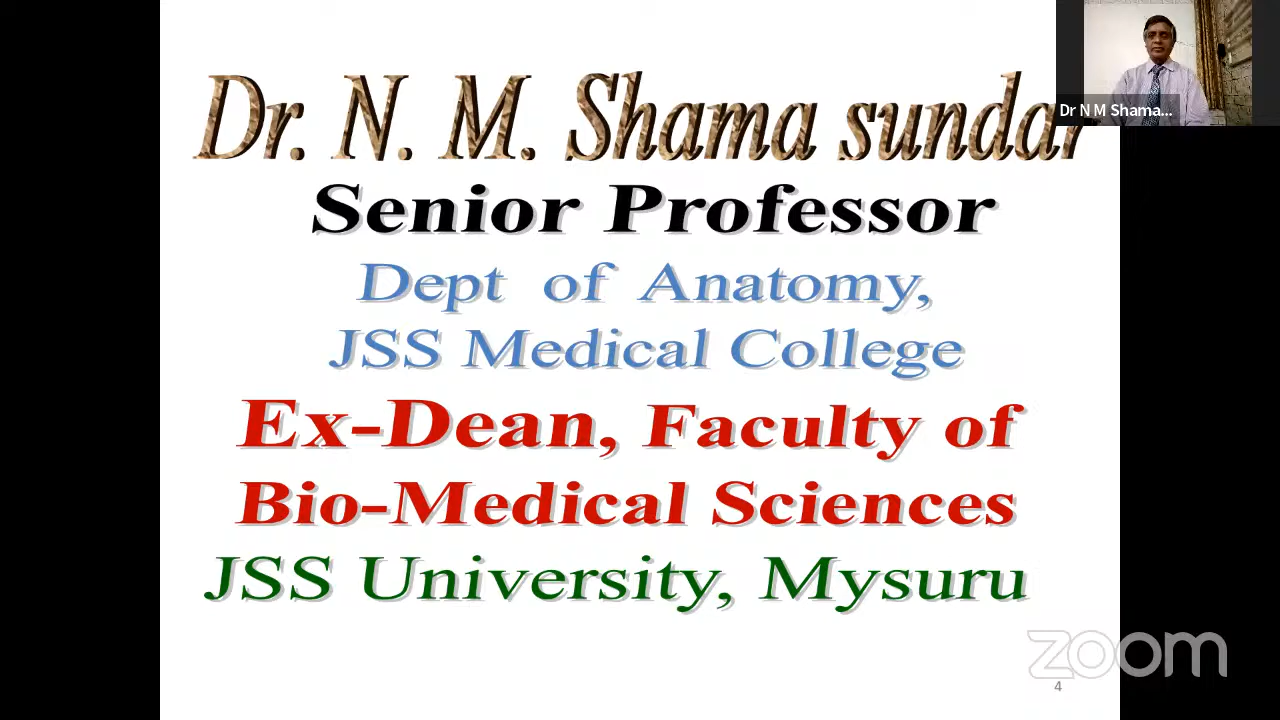 Dr. N. M. Shama sundar
Dr N M Shama...
Senior Professor
Dept of Anatomy,
JSS Medical College
Ex-Dean, Faculty of
Bio-Medical Sciences
JSS University, Mysuru
zoom
4